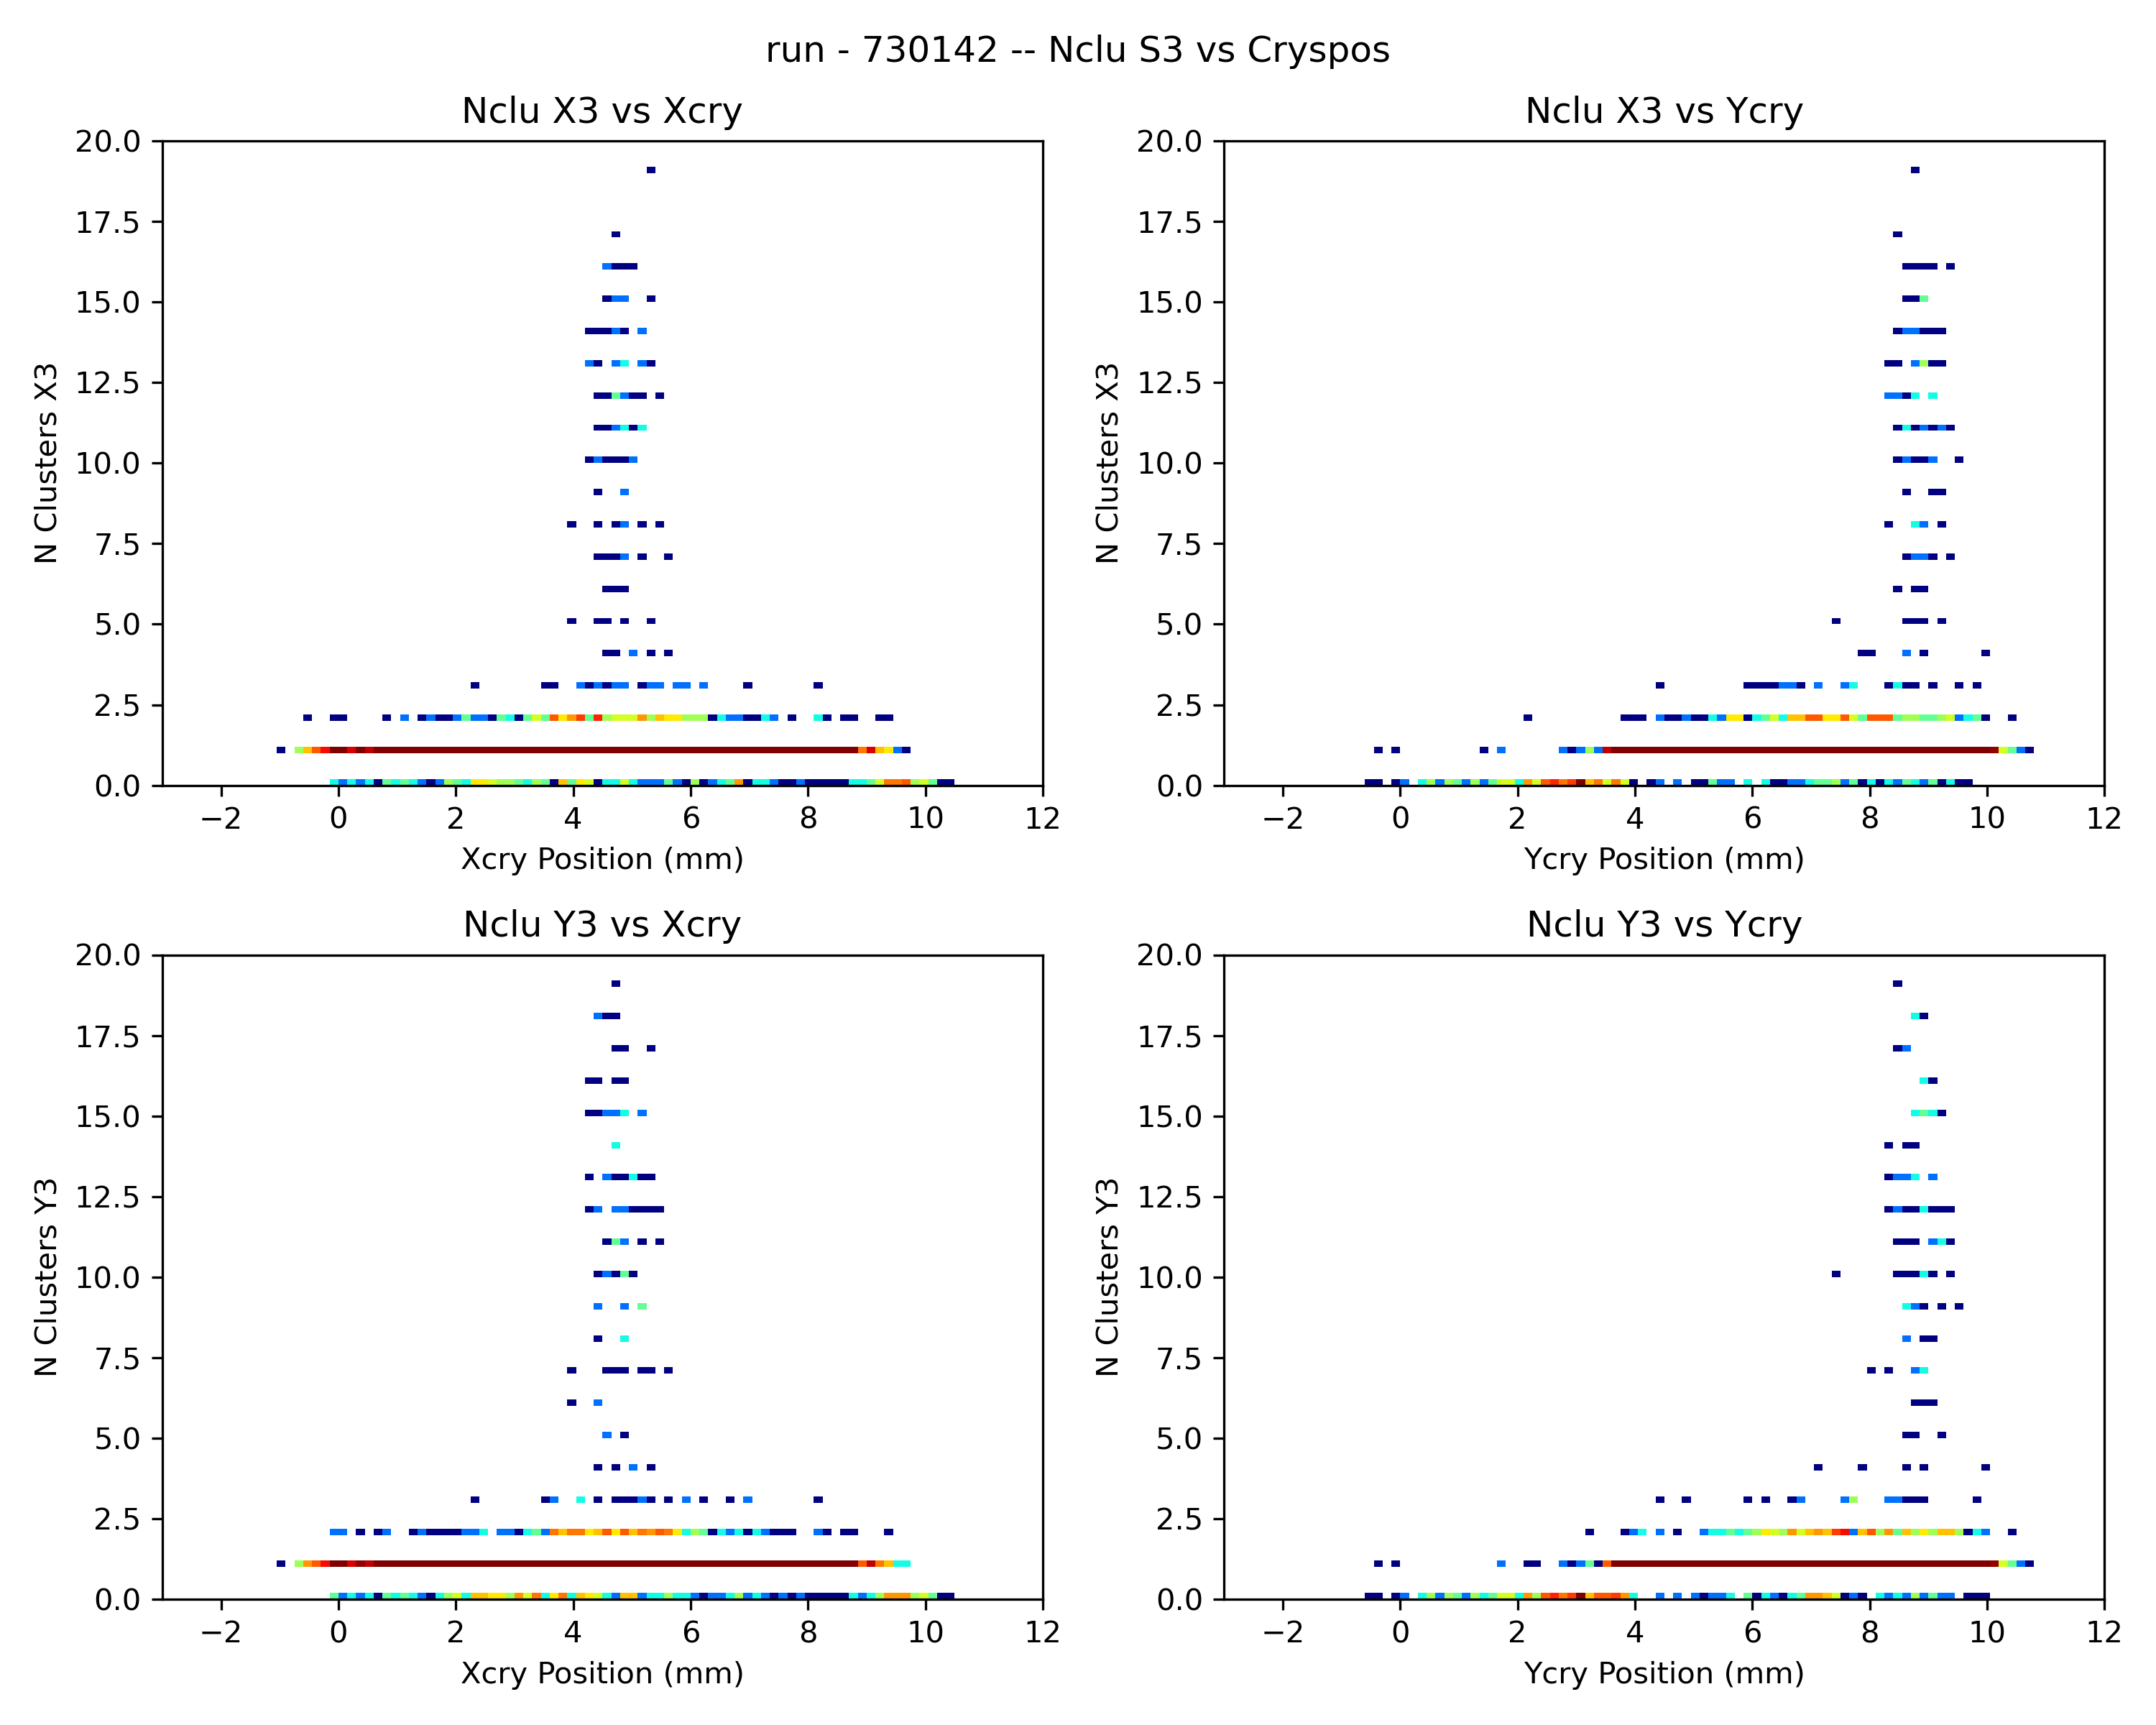 run - 730142 -- Nclu S3 vs Cryspos
Nclu X3 vs Xcry
20.0
17.5
15.0
12.5
10.0
7.5
5.0
2.5
0.0
N Clusters X3
−2 0 2 4 6 8 10 12
Xcry Position (mm)
Nclu X3 vs Ycry
20.0
17.5
15.0
12.5
10.0
7.5
5.0
2.5
0.0
N Clusters X3
−2 0 2 4 6 8 10 12
Ycry Position (mm)
Nclu Y3 vs Xcry
20.0
17.5
15.0
12.5
10.0
7.5
5.0
2.5
0.0
N Clusters Y3
−2 0 2 4 6 8 10 12
Xcry Position (mm)
Nclu Y3 vs Ycry
20.0
17.5
15.0
12.5
10.0
7.5
5.0
2.5
0.0
N Clusters Y3
−2 0 2 4 6 8 10 12
Ycry Position (mm)